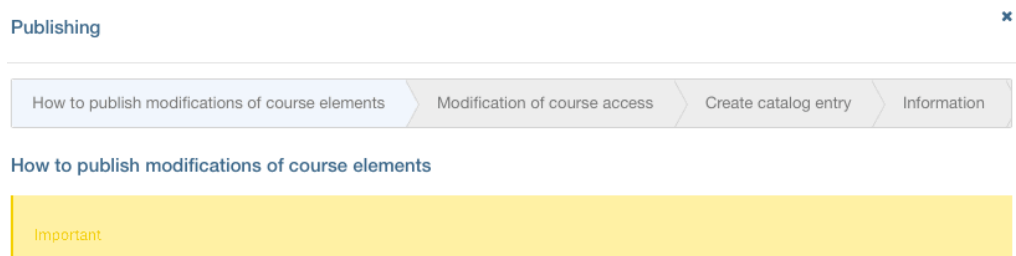 Publishing
How to publish modifications of course elements Modification of course access Create catalog entry Information
How to publish modifications of course elements
Important